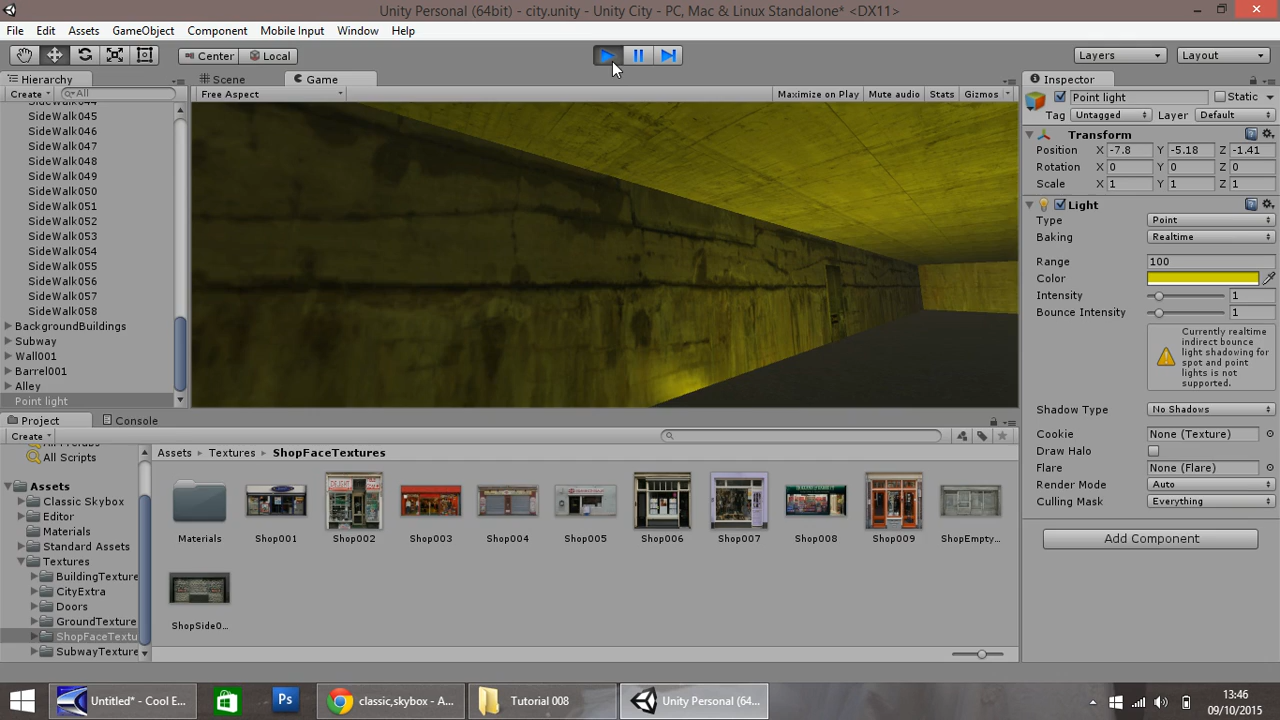 Unity Personal (64bit) - city.unity - Unity City - PC, Mac & Linux Standalone* <DX11>
File Edit Assets GameObject Component Mobile Input Window Help
Center Local Layers Layout
Hierarchy Scene Game Inspector
Create All Free Aspect Maximize on Play Mute audio Stats Gizmos
Point light Static
Tag Untagged Layer Default
Transform
Position X -7.8 Y -5.18 Z -1.41
Rotation X 0 Y 0 Z 0
Scale X 1 Y 1 Z 1
Light
Type Point
Baking Realtime
Range 100
Color
Intensity 1
Bounce Intensity 1
Currently realtime
indirect bounce
light shadowing for
spot and point
lights is not
supported.
Shadow Type No Shadows
Cookie None (Texture)
Draw Halo
Flare None (Flare)
Render Mode Auto
Culling Mask Everything
Add Component
SideWalk045
SideWalk046
SideWalk047
SideWalk048
SideWalk049
SideWalk050
SideWalk051
SideWalk052
SideWalk053
SideWalk054
SideWalk055
SideWalk056
SideWalk057
SideWalk058
BackgroundBuildings
Subway
Wall001
Barrel001
Alley
Point light
Project Console
Create
All Scripts
Assets
Classic Skybox
Editor
Materials
Standard Assets
Textures
BuildingTexture
CityExtra
Doors
GroundTexture
ShopFaceTextu
SubwayTexture
Assets Textures ShopFaceTextures
Materials Shop001 Shop002 Shop003 Shop004 Shop005 Shop006 Shop007 Shop008 Shop009 ShopEmpty...
ShopSide0...
Untitled* - Cool E... Ps classic,skybox - A... Tutorial 008 Unity Personal (64... 13:46
09/10/2015